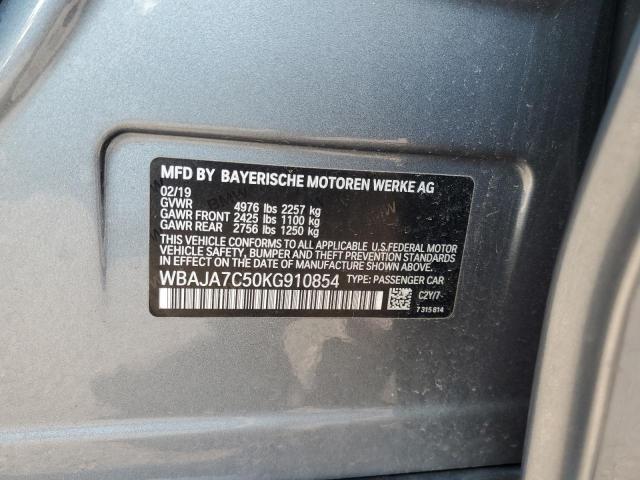 MFD BY BAYERISCHE MOTOREN WERKE AG
02/19
GVWR 4976 lbs 2257 kg
GAWR FRONT 2425 lbs 1100 kg
GAWR REAR 2756 lbs 1250 kg
THIS VEHICLE CONFORMS TO ALL APPLICABLE U.S.FEDERAL MOTOR
VEHICLE SAFETY, BUMPER, AND THEFT PREVENTION STANDARDS IN
EFFECT ON THE DATE OF MANUFACTURE SHOWN ABOVE.
WBAJA7C50KG910854 TYPE: PASSENGER CAR
C2Y/7-
7 315 814